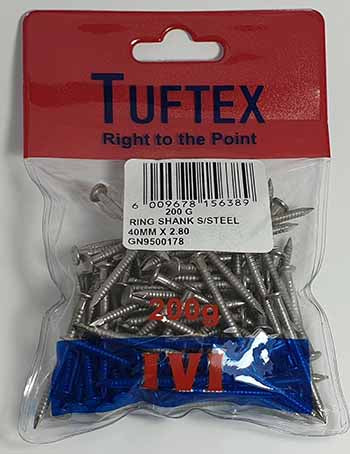 TUFTEX
Right to the Point
6 009678 156389
200 G
RING SHANK S/STEEL
40MM X 2.80
GN9500178
200g
IVI